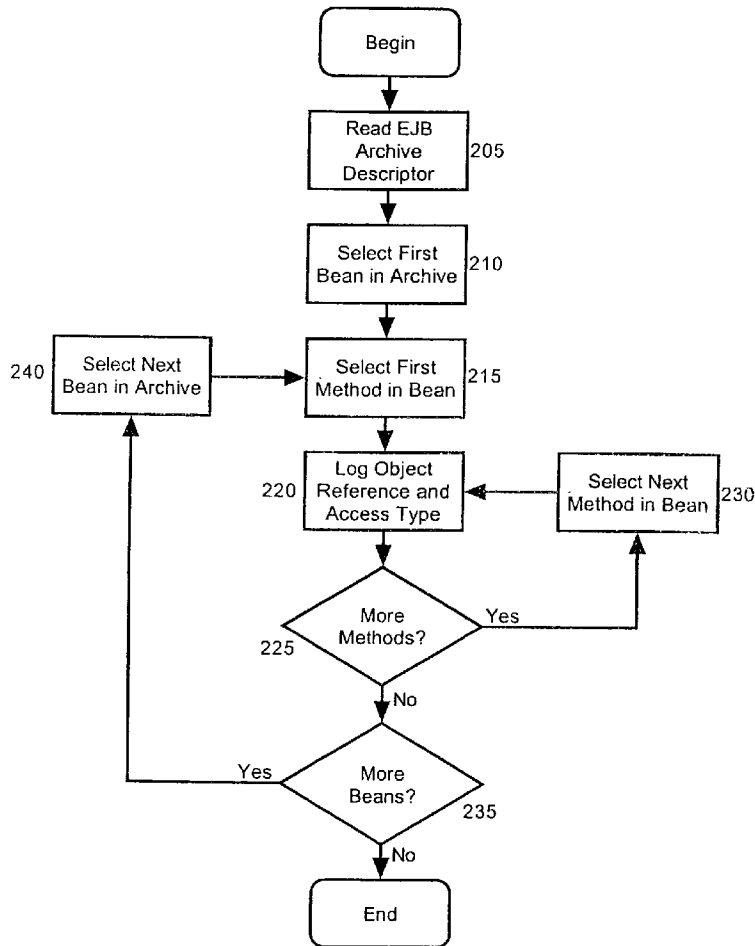 Begin
Read EJB
Archive
Descriptor
205
Select First
Bean in Archive
210
240
Select Next
Bean in Archive
Select First
Method in Bean
215
220
Log Object
Reference and
Access Type
Select Next
Method in Bean
230
More
Methods?
Yes
225
No
Yes
More
Beans?
235
No
End